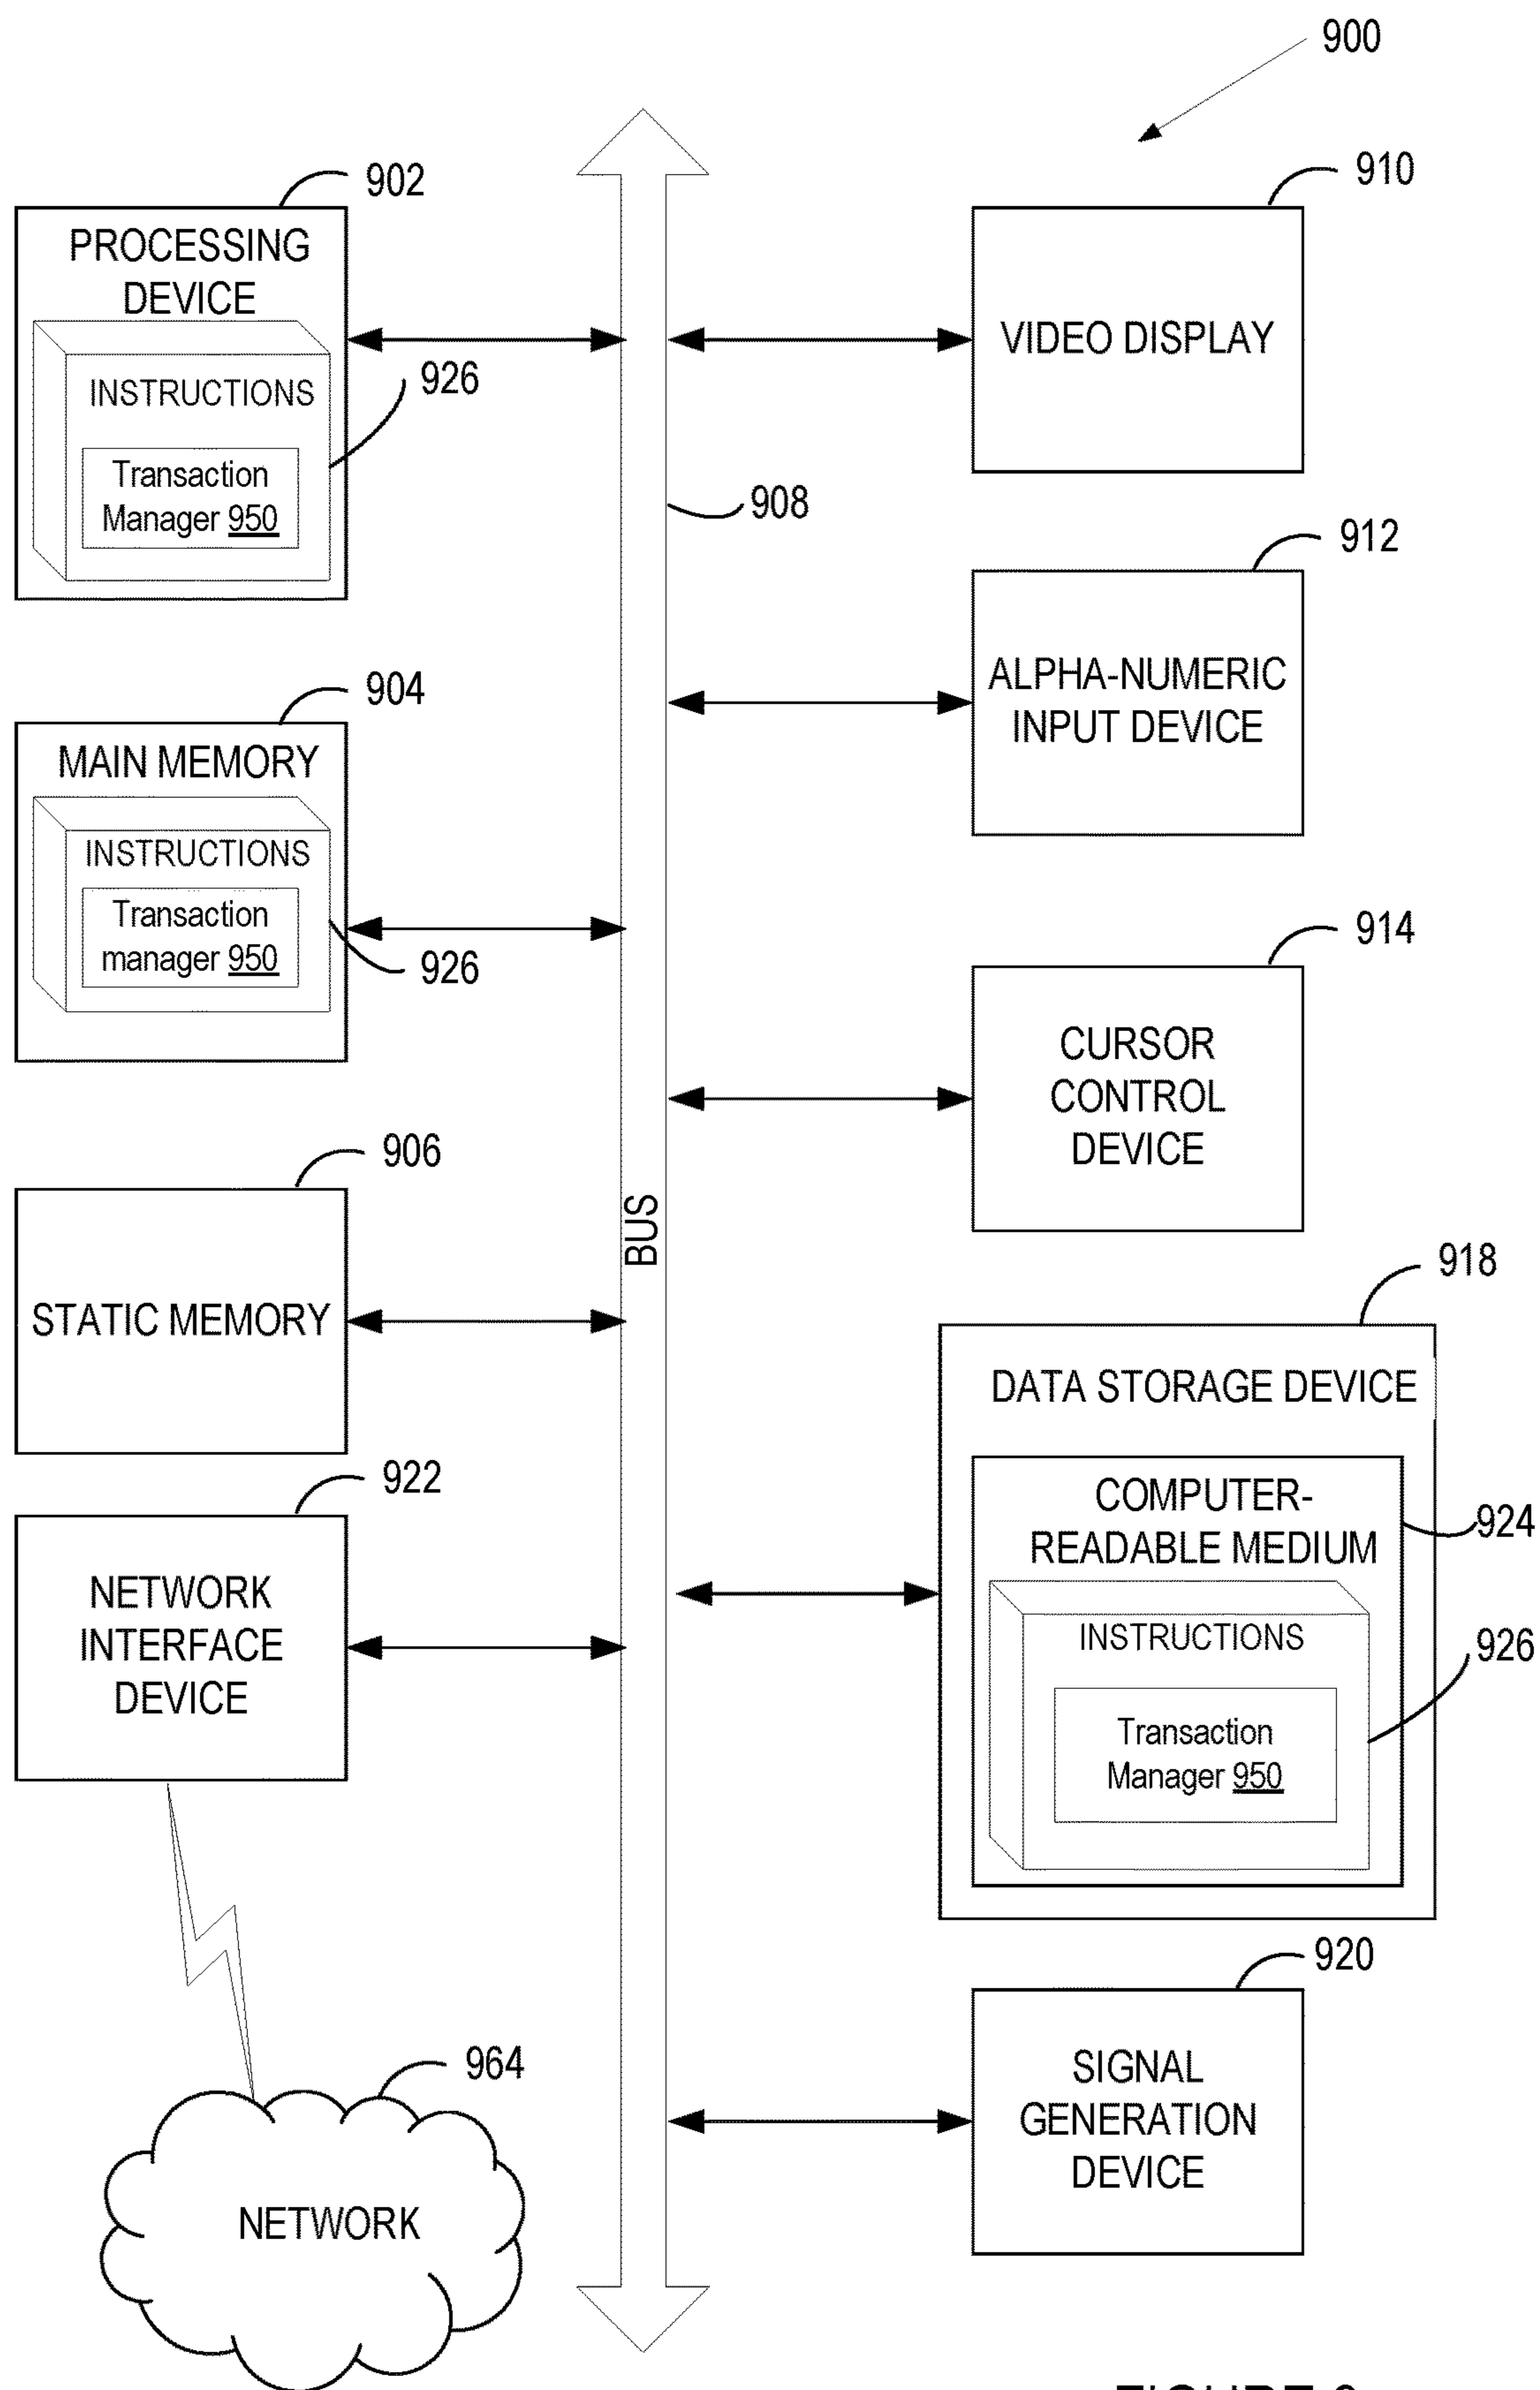 900
902
PROCESSING
DEVICE
INSTRUCTIONS
926
Transaction
Manager 950
908
910
VIDEO DISPLAY
912
ALPHA-NUMERIC
INPUT DEVICE
904
MAIN MEMORY
INSTRUCTIONS
Transaction
manager 950
926
914
CURSOR
CONTROL
DEVICE
906
STATIC MEMORY
BUS
918
DATA STORAGE DEVICE
COMPUTER-
READABLE MEDIUM
924
INSTRUCTIONS
926
Transaction
Manager 950
922
NETWORK
INTERFACE
DEVICE
920
SIGNAL
GENERATION
DEVICE
964
NETWORK